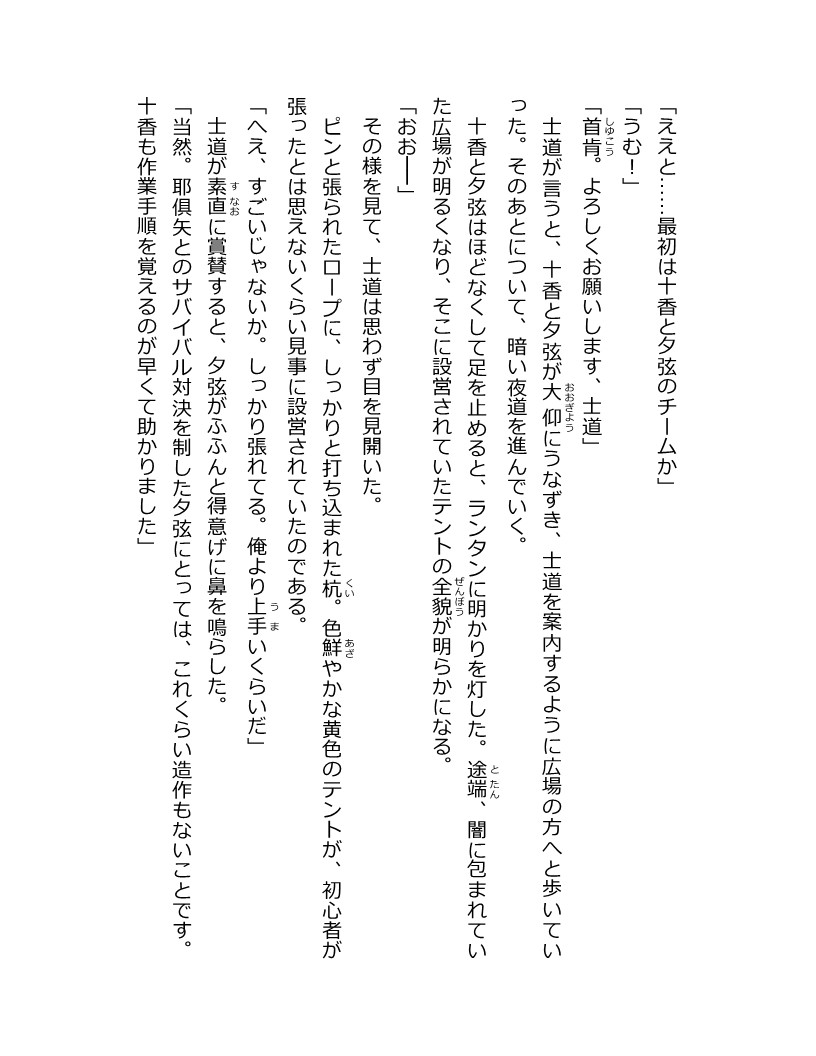 「ええと……最初は十香と夕弦のチームか」
「うむ！」
「首肯。よろしくお願いします、士道」
　士道が言うと、十香と夕弦が大仰にうなずき、士道を案内するように広場の方へと歩いてい
った。そのあとについて、暗い夜道を進んでいく。
　十香と夕弦はほどなくして足を止めると、ランタンに明かりを灯した。途端、闇に包まれてい
た広場が明るくなり、そこに設営されていたテントの全貌が明らかになる。
「おお──」
　その様を見て、士道は思わず目を見開いた。
　ピンと張られたロープに、しっかりと打ち込まれた杭。色鮮やかな黄色のテントが、初心者が
張ったとは思えないくらい見事に設営されていたのである。
「へえ、すごいじゃないか。しっかり張れてる。俺より上手いくらいだ」
　士道が素直に賞賛すると、夕弦がふふんと得意げに鼻を鳴らした。
「当然。耶倶矢とのサバイバル対決を制した夕弦にとっては、これくらい造作もないことです。
十香も作業手順を覚えるのが早くて助かりました」